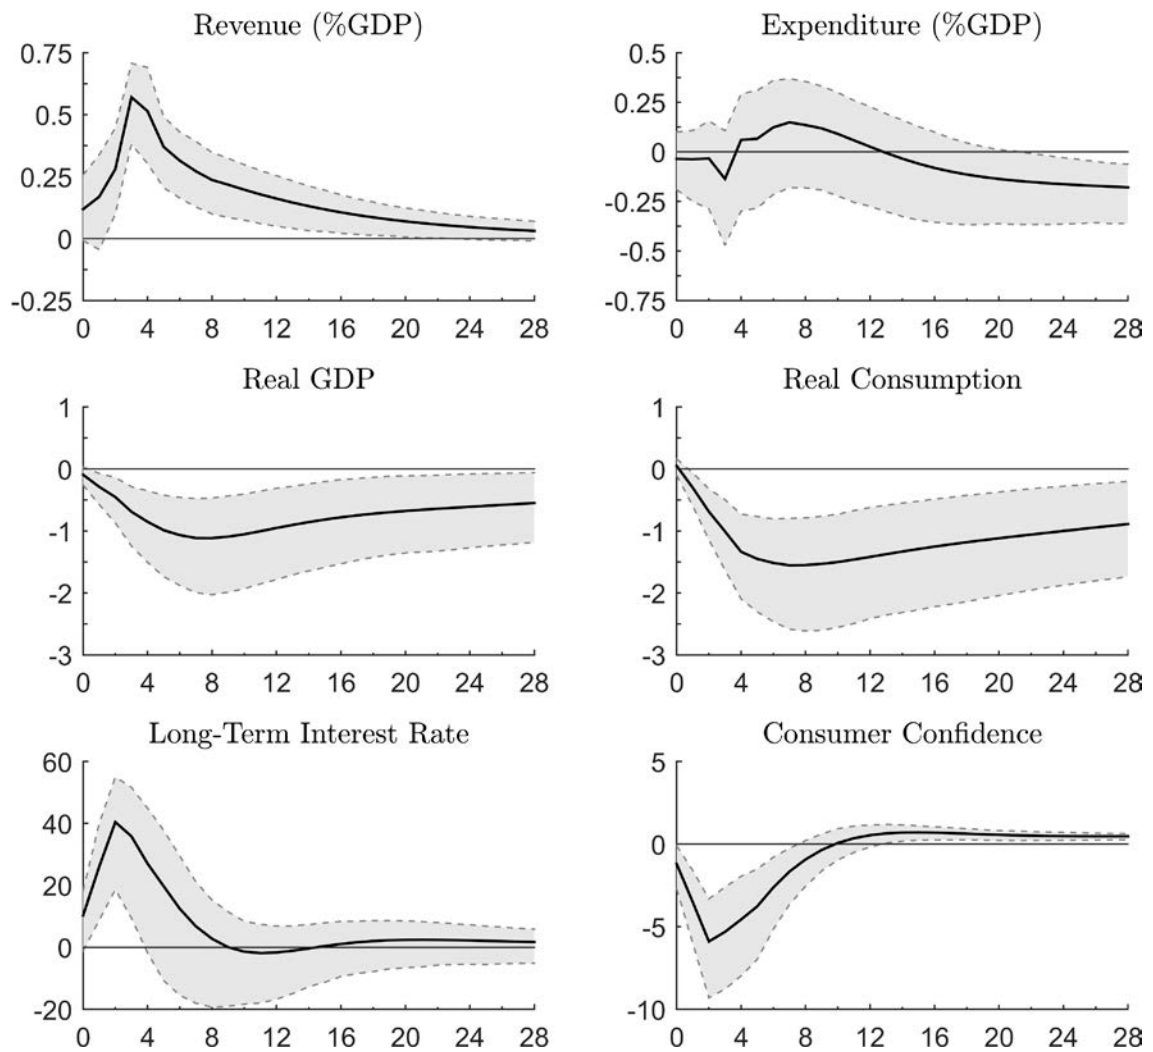 Revenue (%GDP)
0.75
0.5
0.25
0
-0.25
0 4 8 12 16 20 24 28
Expenditure (%GDP)
0.5
0.25
0
-0.25
-0.5
-0.75
0 4 8 12 16 20 24 28
Real GDP
1
0
-1
-2
-3
0 4 8 12 16 20 24 28
Real Consumption
1
0
-1
-2
-3
0 4 8 12 16 20 24 28
Long-Term Interest Rate
60
40
20
0
-20
0 4 8 12 16 20 24 28
Consumer Confidence
5
0
-5
-10
0 4 8 12 16 20 24 28